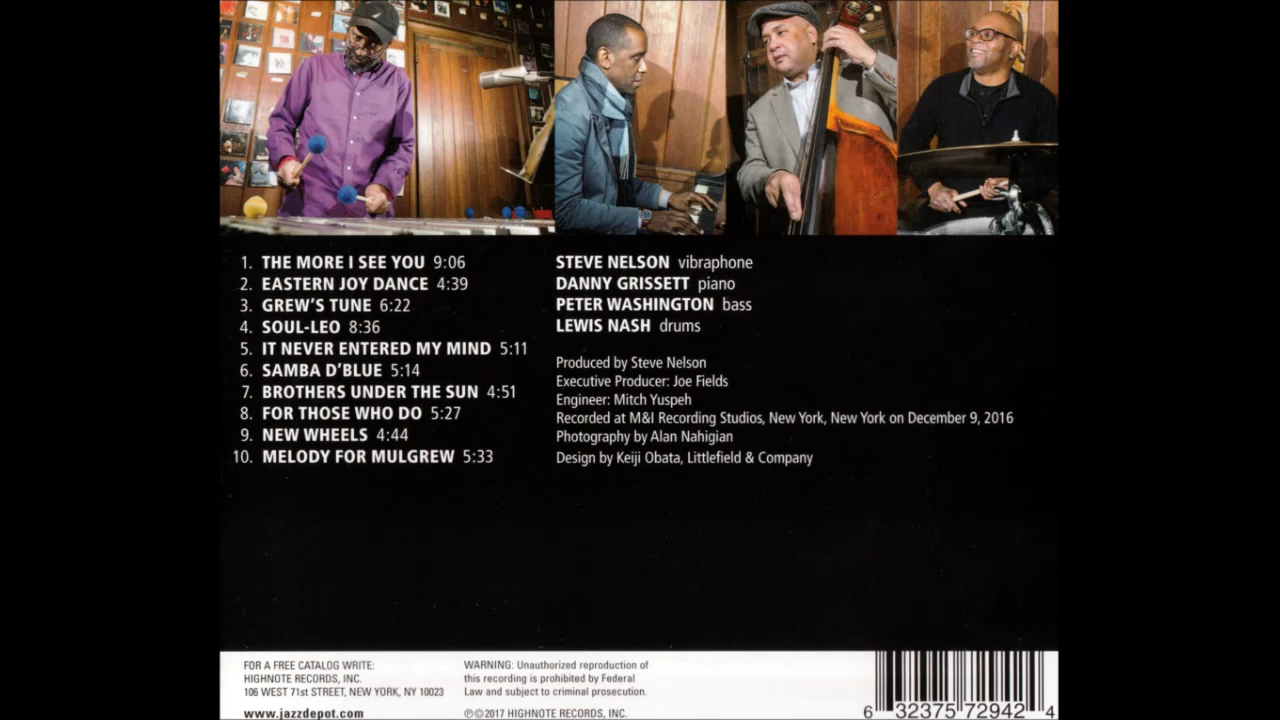 1. THE MORE I SEE YOU 9:06
2. EASTERN JOY DANCE 4:39
3. GREW'S TUNE 6:22
4. SOUL-LEO 8:36
5. IT NEVER ENTERED MY MIND 5:11
6. SAMBA D'BLUE 5:14
7. BROTHERS UNDER THE SUN 4:51
8. FOR THOSE WHO DO 5:27
9. NEW WHEELS 4:44
10. MELODY FOR MULGREW 5:33
STEVE NELSON vibraphone
DANNY GRISSETT piano
PETER WASHINGTON bass
LEWIS NASH drums
Produced by Steve Nelson
Executive Producer: Joe Fields
Engineer: Mitch Yuspeh
Recorded at M&I Recording Studios, New York, New York on December 9, 2016
Photography by Alan Nahigian
Design by Keiji Obata, Littlefield & Company
FOR A FREE CATALOG WRITE:
HIGHNOTE RECORDS, INC.
106 WEST 71st STREET, NEW YORK, NY 10023
www.jazzdepot.com
WARNING: Unauthorized reproduction of
this recording is prohibited by Federal
Law and subject to criminal prosecution.
℗©2017 HIGHNOTE RECORDS, INC.
6 32375 72942 4